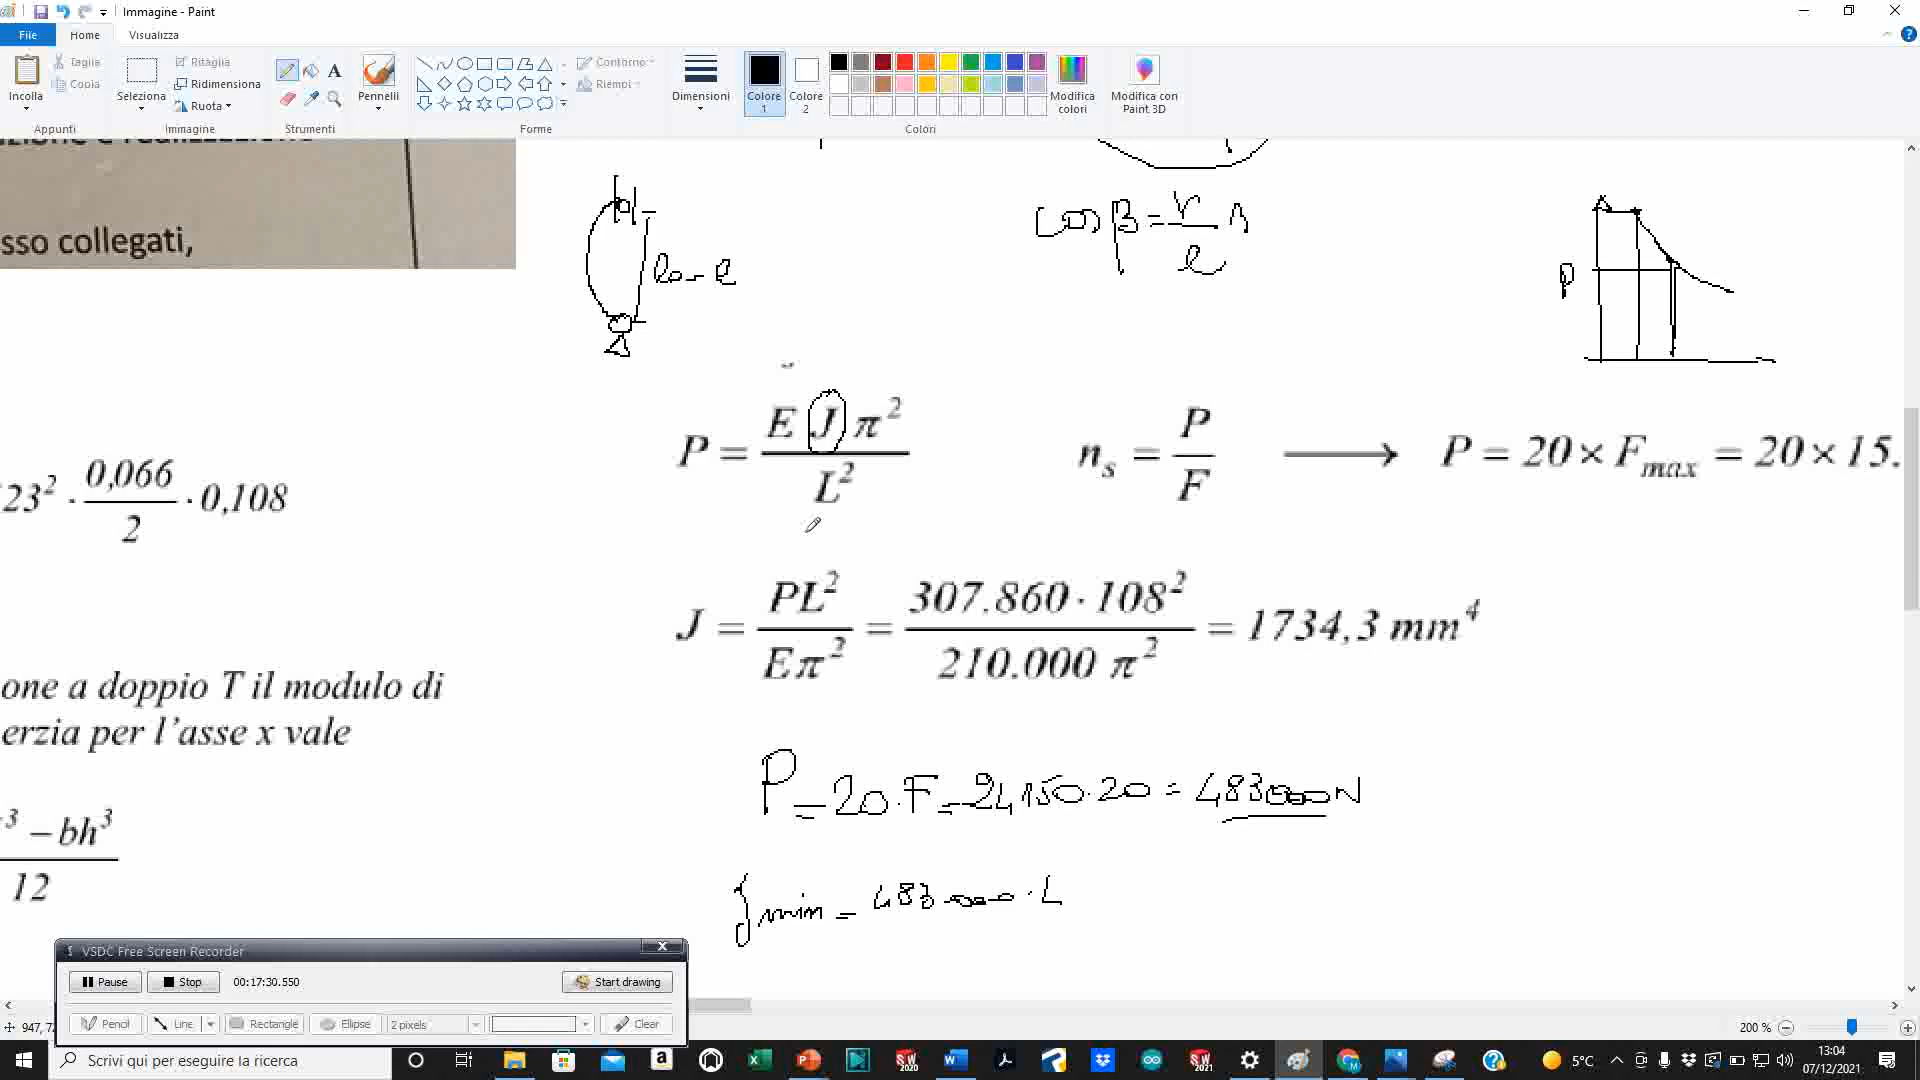 Immagine - Paint
File Home Visualizza
Incolla
Taglia
Copia
Appunti
Seleziona
Ritaglia
Ridimensiona
Ruota
Immagine
A
Strumenti
Pennelli
Contorno
Riempi
Forme
Dimensioni
Colore 1
Colore 2
Modifica colori
Modifica con Paint 3D
Colori
sso collegati,
lo = l
cos β = r/l
P
P = E J π² / L²
n_s = P / F ⟶ P = 20 × F_max = 20 × 15.
23² · 0,066 / 2 · 0,108
J = PL² / Eπ² = 307.860 · 108² / 210.000 π² = 1734,3 mm⁴
one a doppio T il modulo di
erzia per l'asse x vale
P = 20 · F = 24150 · 20 = 483000 N
³ – bh³ / 12
J min = 483000 · L
VSDC Free Screen Recorder
Pause Stop 00:17:30.550 Start drawing
Pencil Line Rectangle Ellipse 2 pixels Clear
200 %
Scrivi qui per eseguire la ricerca
5°C
13:04
07/12/2021